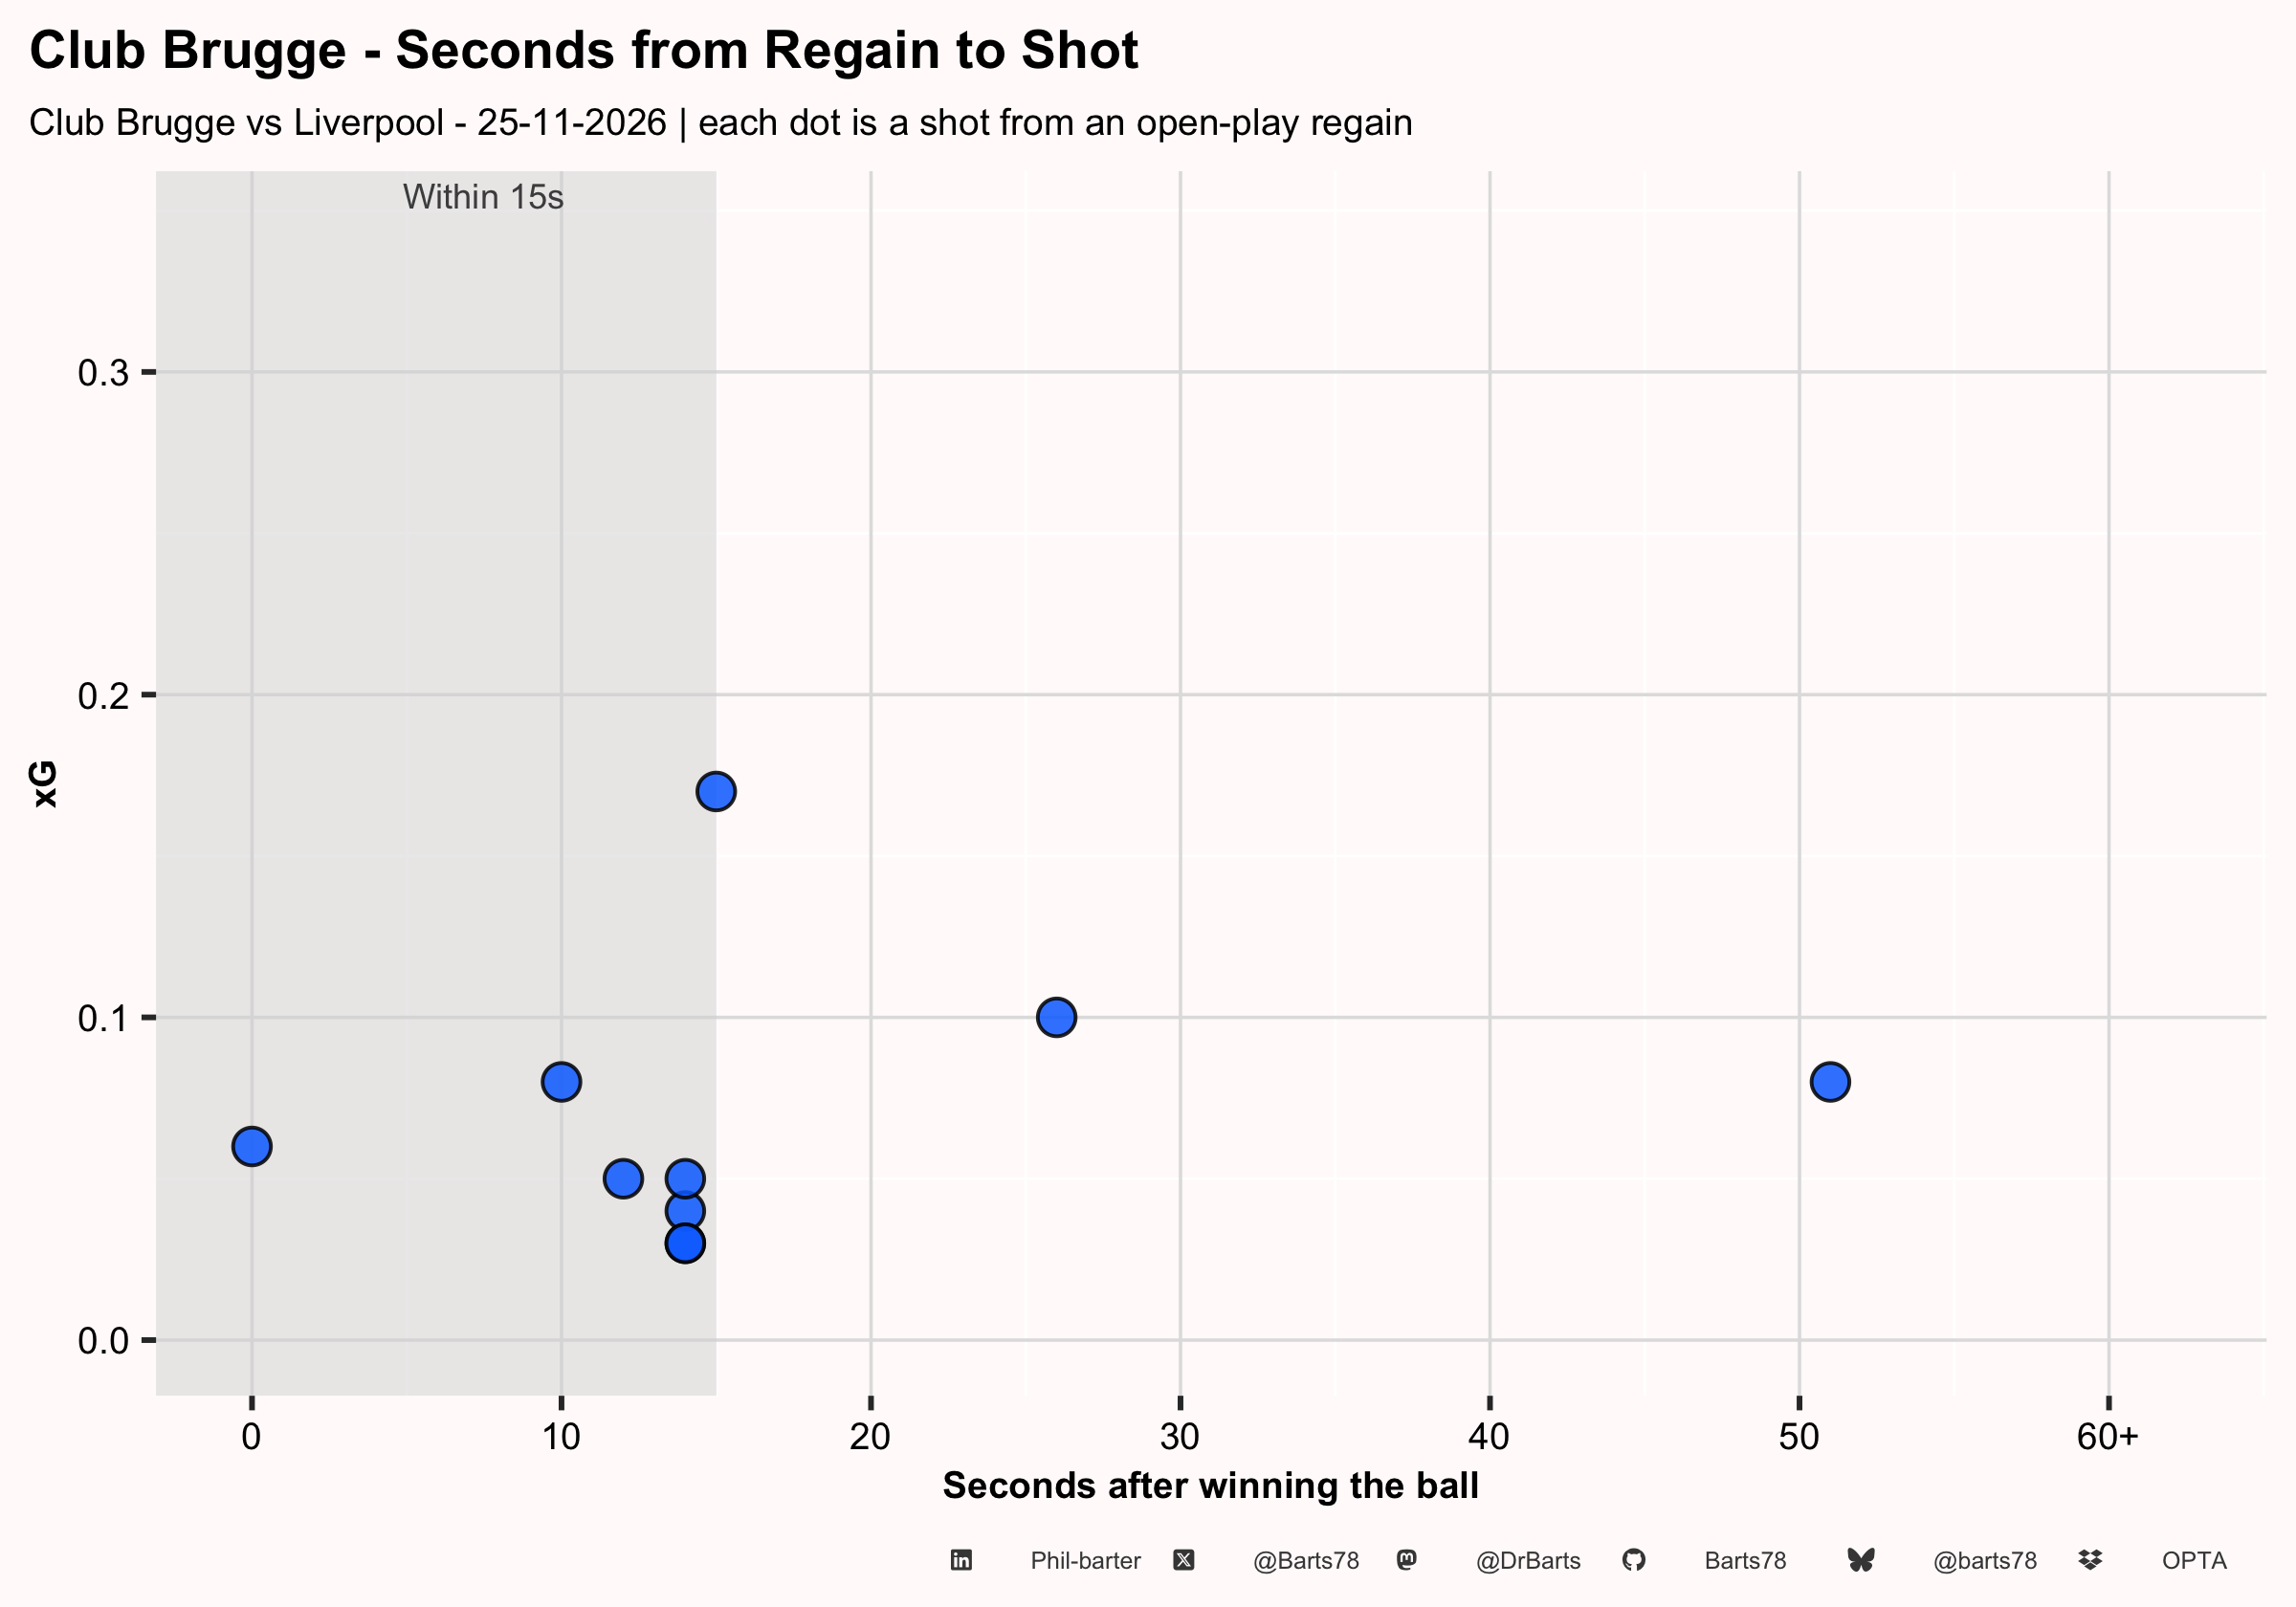 Club Brugge - Seconds from Regain to Shot
Club Brugge vs Liverpool - 25-11-2026 | each dot is a shot from an open-play regain
Within 15s
0.3
0.2
0.1
0.0
xG
0 10 20 30 40 50 60+
Seconds after winning the ball
Phil-barter @Barts78 @DrBarts Barts78 @barts78 OPTA